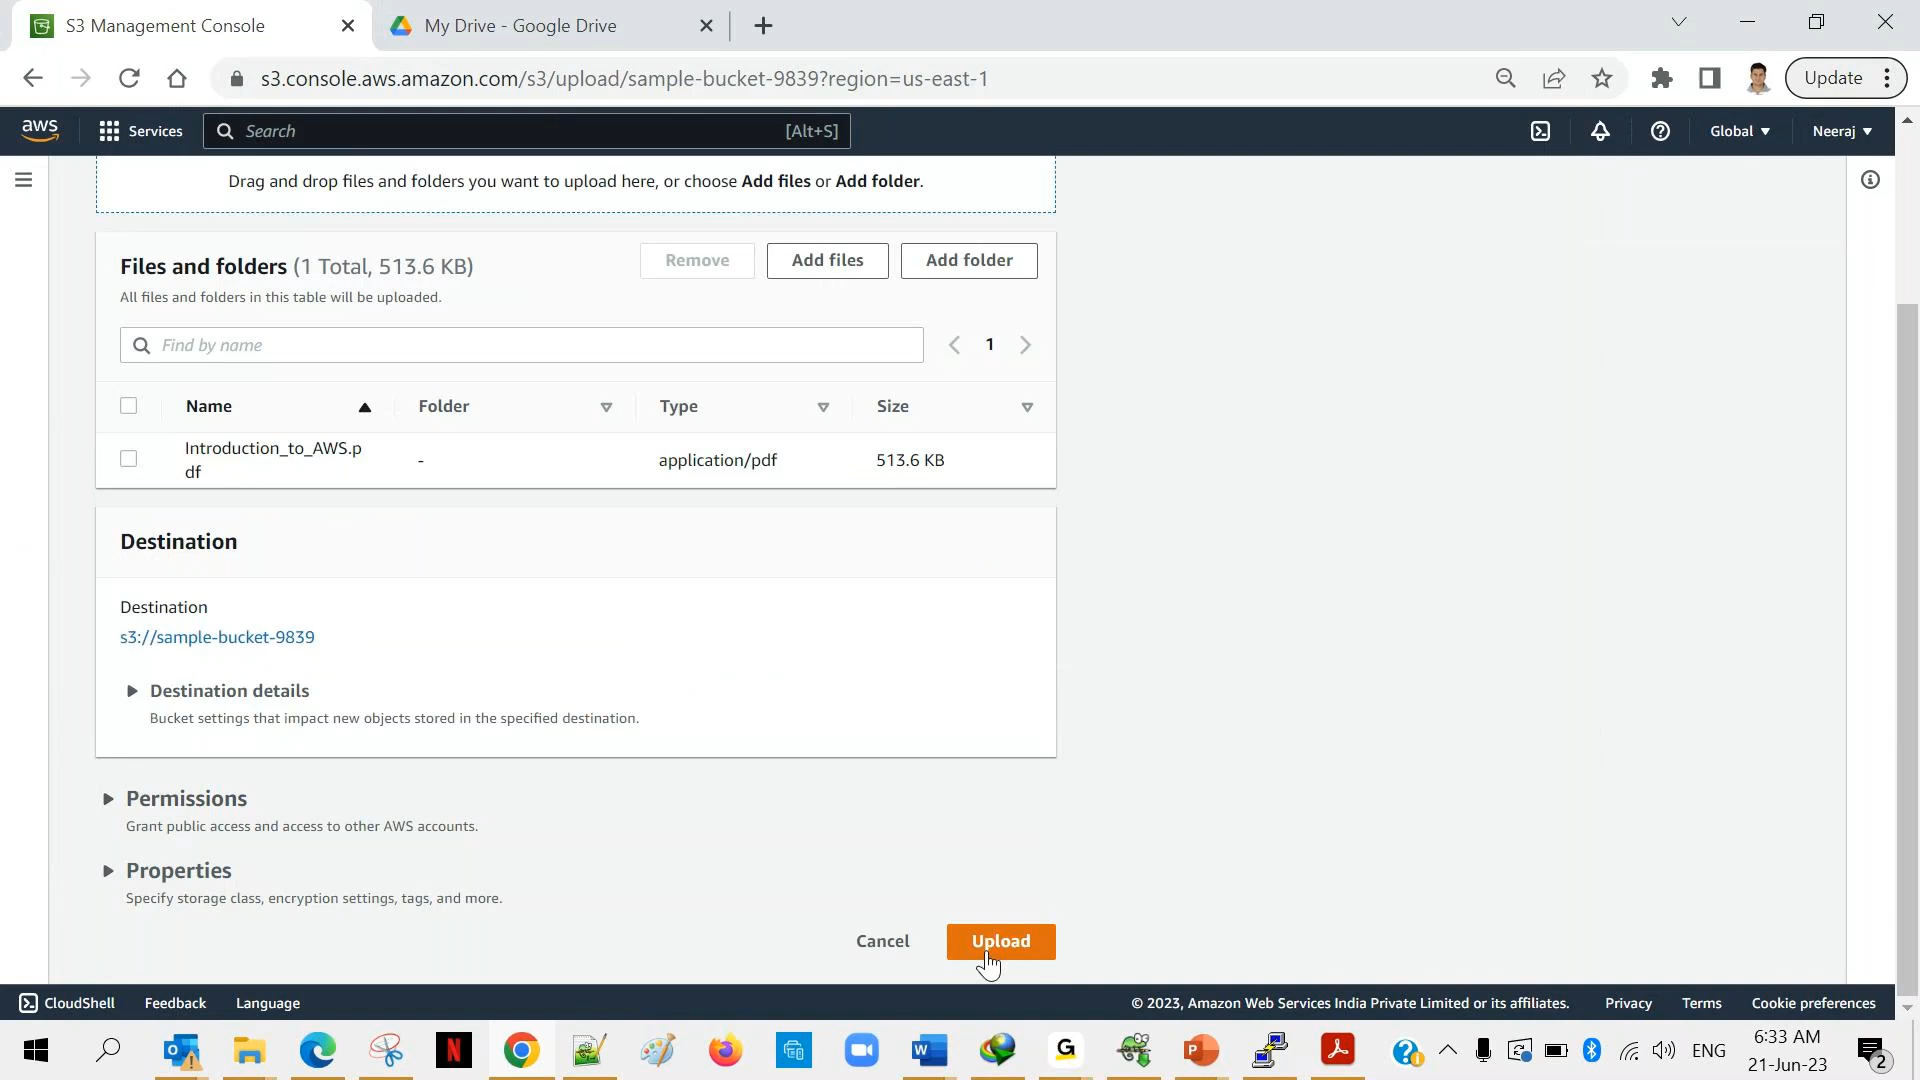 S3 Management Console
My Drive - Google Drive
s3.console.aws.amazon.com/s3/upload/sample-bucket-9839?region=us-east-1
Update
aws
Services
Search
[Alt+S]
Global
Neeraj
Drag and drop files and folders you want to upload here, or choose Add files or Add folder.
Files and folders (1 Total, 513.6 KB)
Remove
Add files
Add folder
All files and folders in this table will be uploaded.
Find by name
1
Name
Folder
Type
Size
Introduction_to_AWS.p
df
-
application/pdf
513.6 KB
Destination
Destination
s3://sample-bucket-9839
Destination details
Bucket settings that impact new objects stored in the specified destination.
Permissions
Grant public access and access to other AWS accounts.
Properties
Specify storage class, encryption settings, tags, and more.
Cancel
Upload
CloudShell
Feedback
Language
© 2023, Amazon Web Services India Private Limited or its affiliates.
Privacy
Terms
Cookie preferences
ENG
6:33 AM
21-Jun-23
2